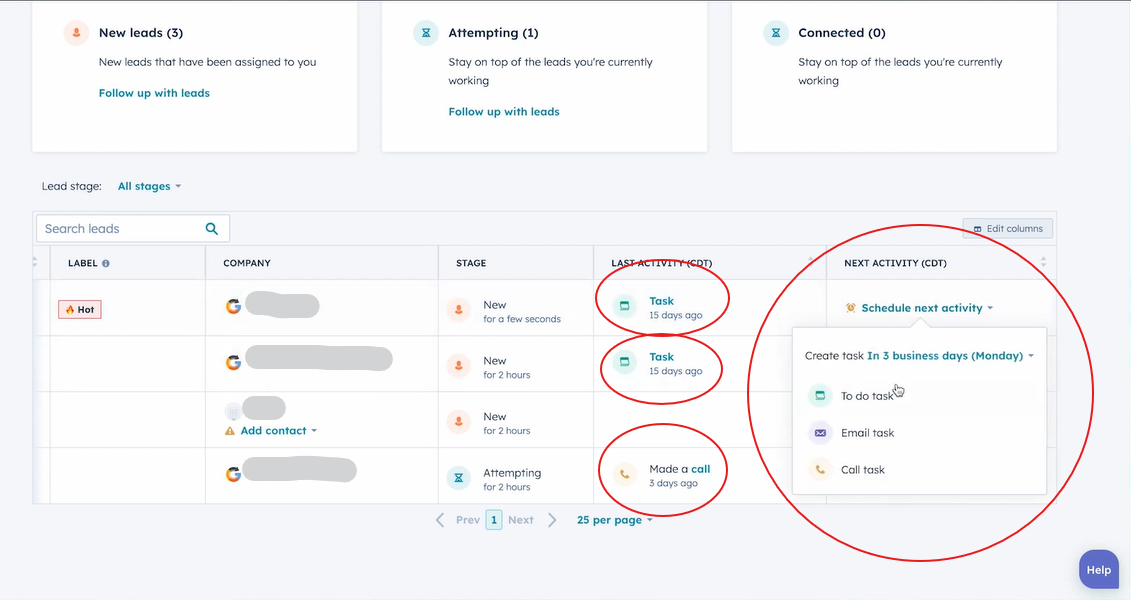 New leads (3)
New leads that have been assigned to you
Follow up with leads
Attempting (1)
Stay on top of the leads you're currently
working
Follow up with leads
Connected (0)
Stay on top of the leads you're currently
working
Lead stage: All stages
Search leads
Edit columns
LABEL COMPANY STAGE LAST ACTIVITY (CDT) NEXT ACTIVITY (CDT)
Hot
New
for a few seconds
Task
15 days ago
Schedule next activity
New
for 2 hours
Task
15 days ago
Add contact
New
for 2 hours
Attempting
for 2 hours
Made a call
3 days ago
Create task In 3 business days (Monday)
To do task
Email task
Call task
Prev 1 Next 25 per page
Help